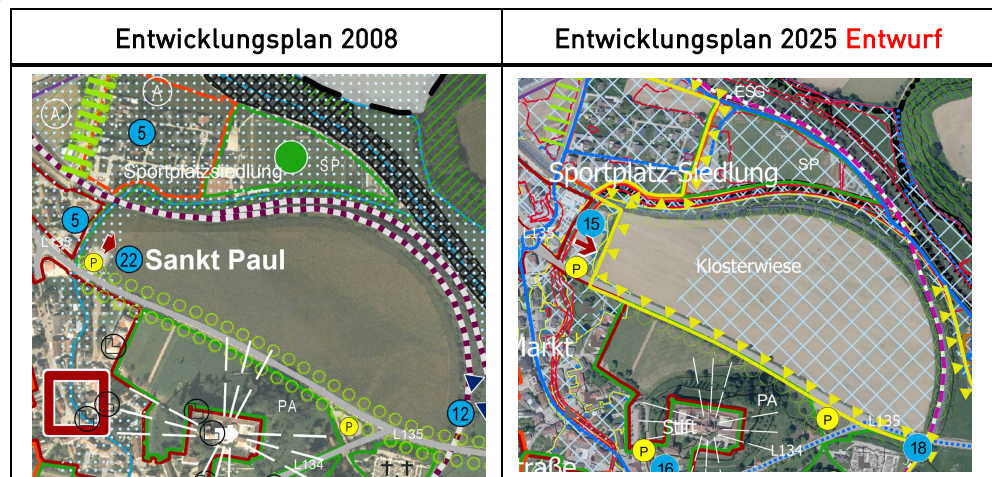 Entwicklungsplan 2008
Entwicklungsplan 2025 Entwurf
A
A
5
Sportplatzsiedlung
SP
5
L135
P
22
Sankt Paul
PA
P
12
L135
L134
ESG
SP
Sportplatz-Siedlung
15
L135
P
Klosterwiese
Markt
PA
P
Stift
L135
P
L134
18
16
traße